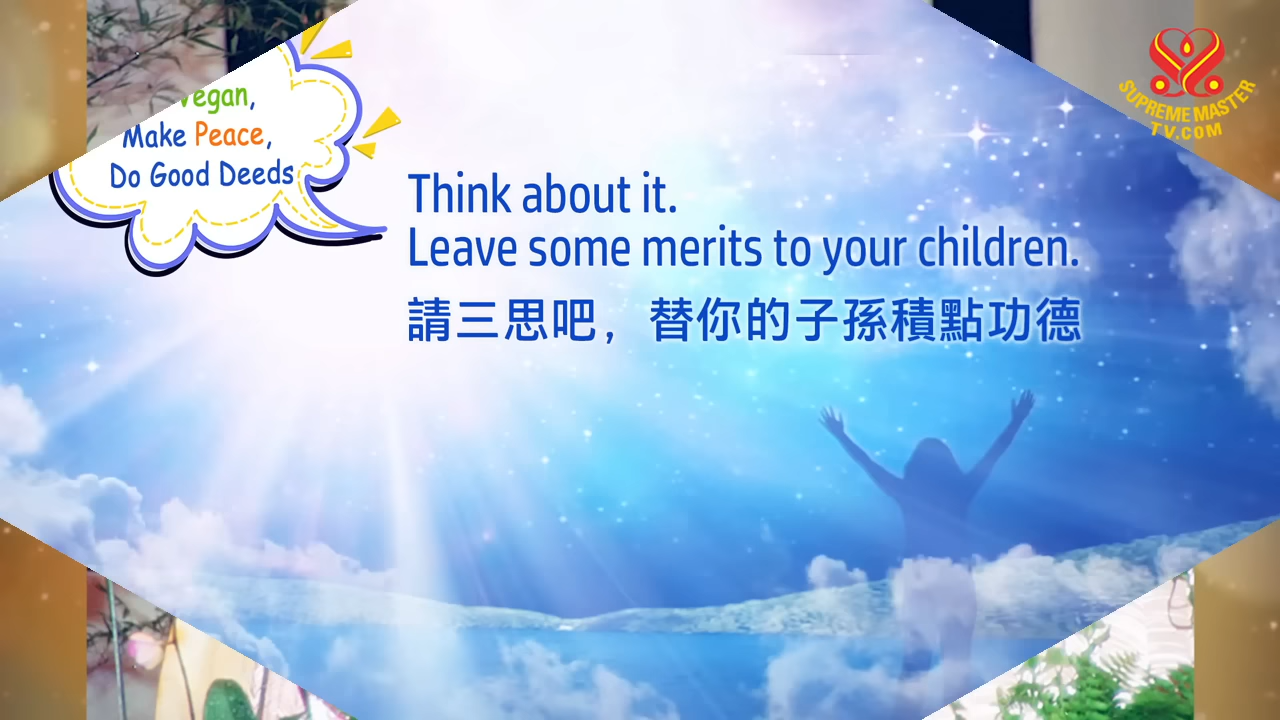 Vegan,
Make Peace,
Do Good Deeds
SUPREME MASTER
TV.COM
Think about it.
Leave some merits to your children.
請三思吧，替你的子孫積點功德